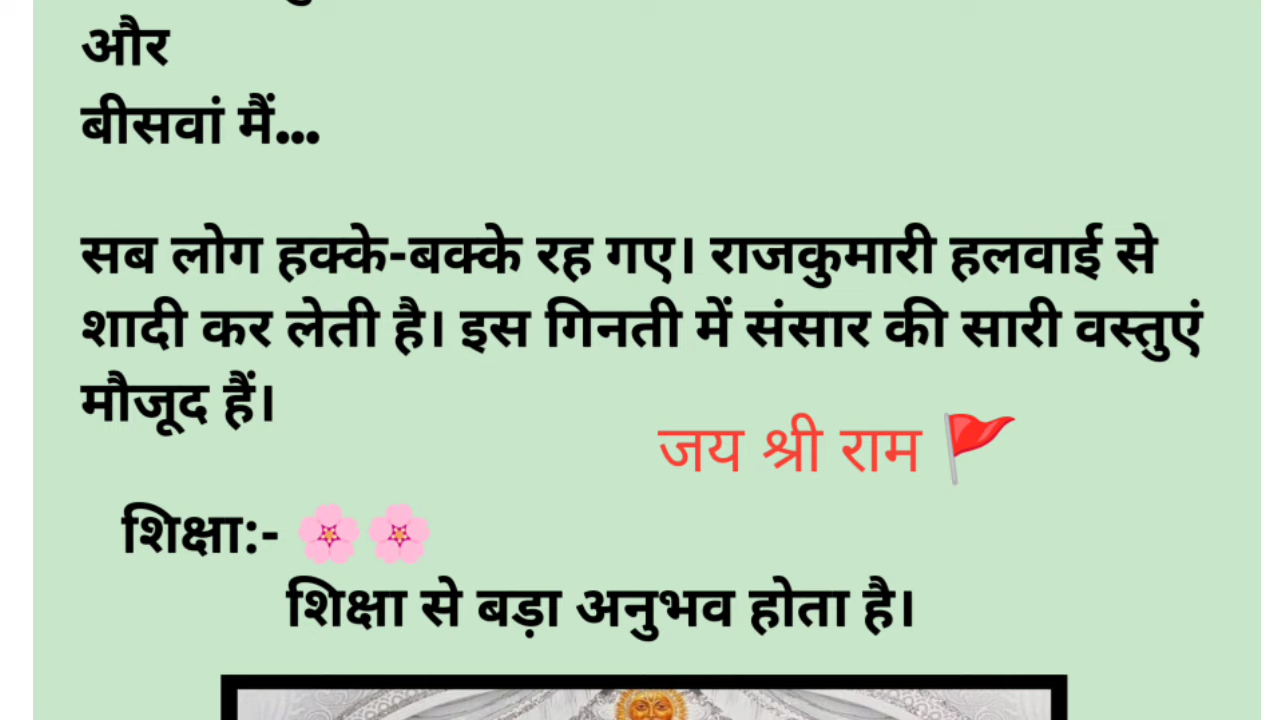 और
बीसवां मैं...
सब लोग हक्के-बक्के रह गए। राजकुमारी हलवाई से
शादी कर लेती है। इस गिनती में संसार की सारी वस्तुएं
मौजूद हैं।
जय श्री राम 🚩
शिक्षा:- 🌸🌸
शिक्षा से बड़ा अनुभव होता है।